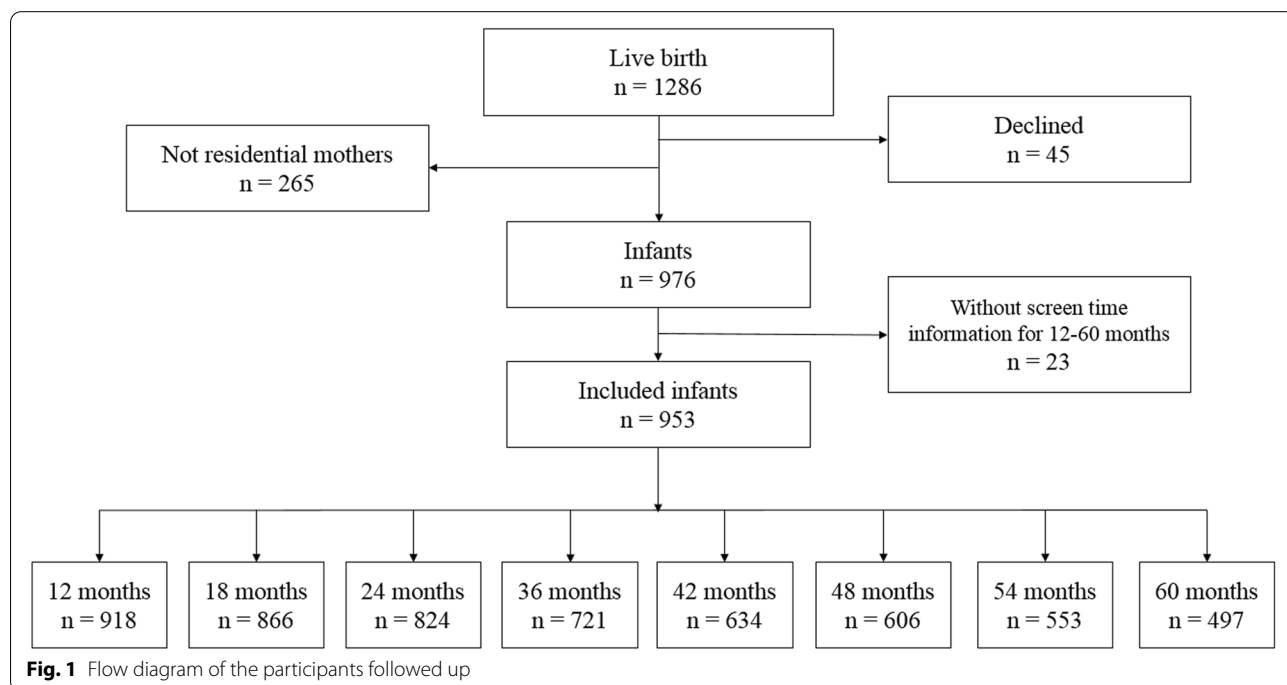 Live birth
n = 1286
Declined
n = 45
Not residential mothers
n = 265
Infants
n = 976
Without screen time
information for 12-60 months
n = 23
Included infants
n = 953
12 months
n = 918
18 months
n = 866
24 months
n = 824
36 months
n = 721
42 months
n = 634
48 months
n = 606
54 months
n = 553
60 months
n = 497
Fig. 1 Flow diagram of the participants followed up